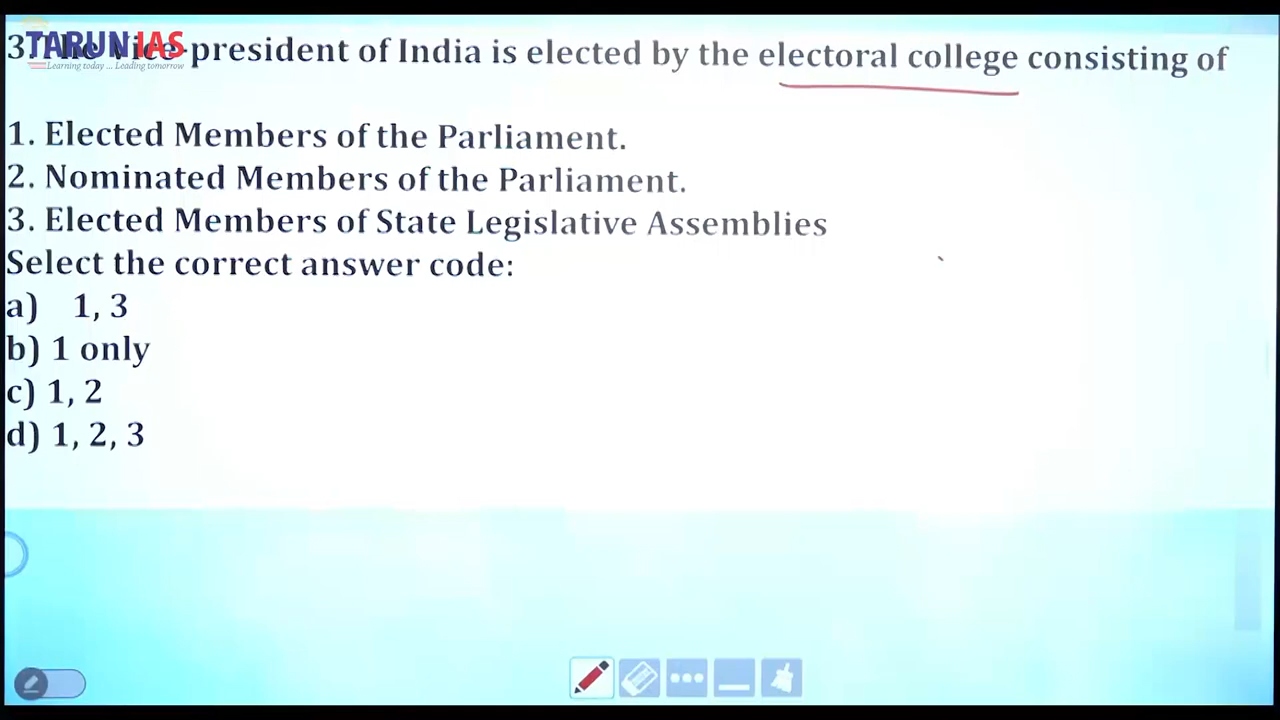 TARUN IAS
Learning today ... Leading tomorrow
3. The Vice-president of India is elected by the electoral college consisting of
1. Elected Members of the Parliament.
2. Nominated Members of the Parliament.
3. Elected Members of State Legislative Assemblies
Select the correct answer code:
a) 1, 3
b) 1 only
c) 1, 2
d) 1, 2, 3